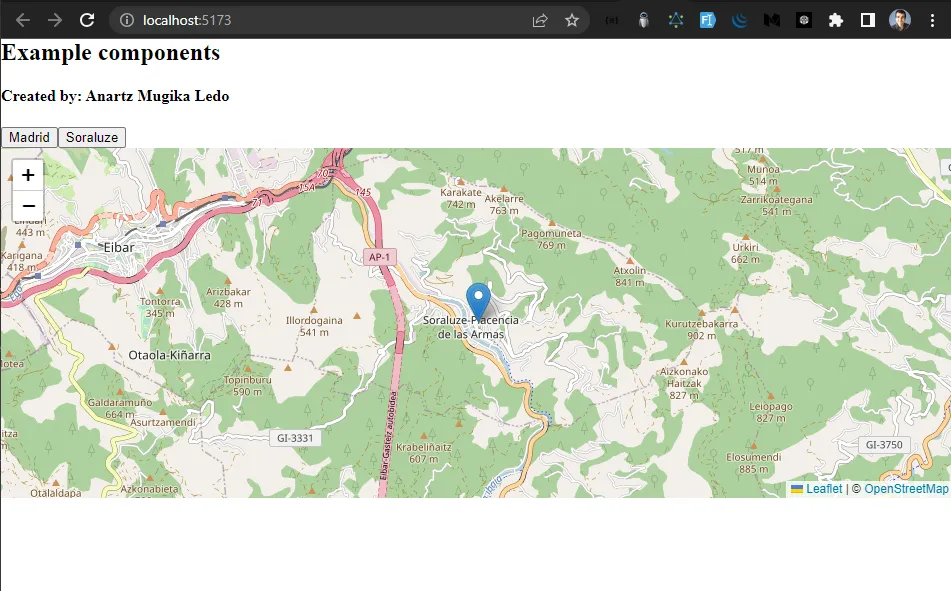 localhost:5173
Example components
Created by: Anartz Mugika Ledo
Madrid
Soraluze
+
−
443 m
Karigana
418 m
Eibar
71
15A
70
145
AP-1
Karakate
742 m
Akelarre
763 m
Pagomuneta
769 m
Munoa
514 m
Zarrikoategana
541 m
Urkiri
662 m
Atxolin
841 m
Tontorra
345 m
Arizbakar
428 m
Illordogaina
541 m
Soraluze-Placencia
de las Armas
Kurutzebakarra
902 m
Otaola-Kiñarra
Topinburu
590 m
Aizkonako
Haitzak
827 m
Galdaramuño
664 m
Asurtzamendi
GI-3331
Eibar-Gasteiz autobidea
Krabeliñaitz
607 m
Leiopago
827 m
GI-3750
Elosumendi
885 m
Otalaldapa
Azkonabieta
Leaflet | © OpenStreetMap